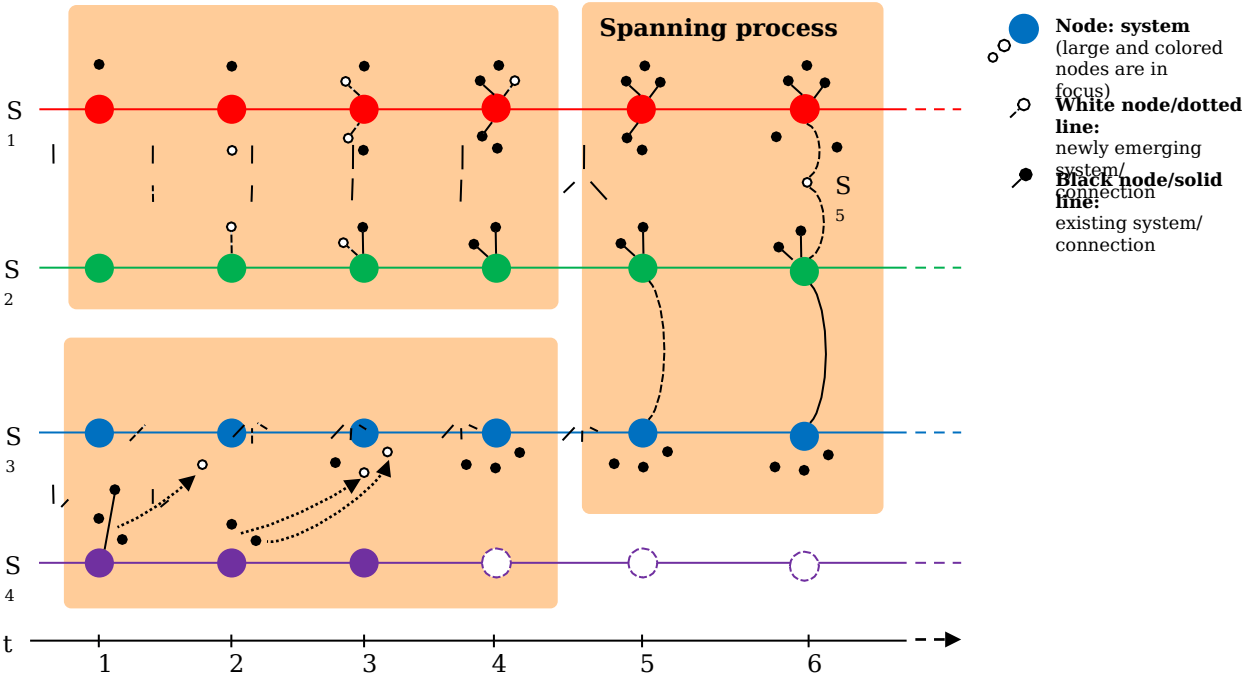 Spanning process
S
1
S
5
S
2
S
3
S
4
t
1 2 3 4 5 6
Node: system
(large and colored
nodes are in
focus)
White node/dotted
line:
newly emerging
system/
connection
Black node/solid
line:
existing system/
connection